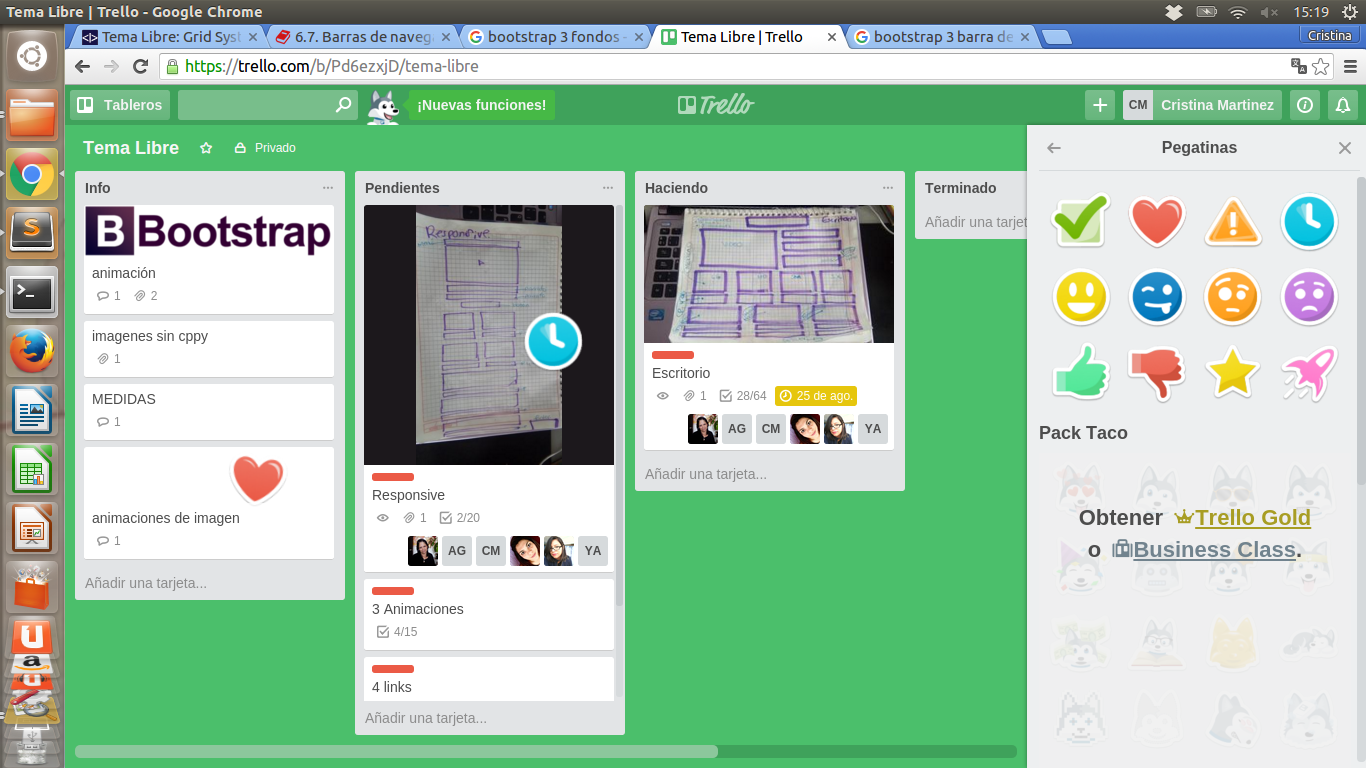 Tema Libre | Trello - Google Chrome
15:19
Tema Libre: Grid Sys
6.7. Barras de naveg
bootstrap 3 fondos -
Tema Libre | Trello
bootstrap 3 barra de
Cristina
https://trello.com/b/Pd6ezxjD/tema-libre
Tableros
¡Nuevas funciones!
Trello
CM
Cristina Martinez
Tema Libre
Privado
Info
B Bootstrap
animación
1
2
imagenes sin cppy
1
MEDIDAS
1
animaciones de imagen
1
Añadir una tarjeta...
Pendientes
Responsive
Responsive
1
2/20
AG
CM
YA
3 Animaciones
4/15
4 links
Añadir una tarjeta...
Haciendo
Escritorio
Escritorio
1
28/64
25 de ago.
AG
CM
YA
Añadir una tarjeta...
Terminado
Añadir una tarjet
Pegatinas
Pack Taco
Obtener Trello Gold
o Business Class.